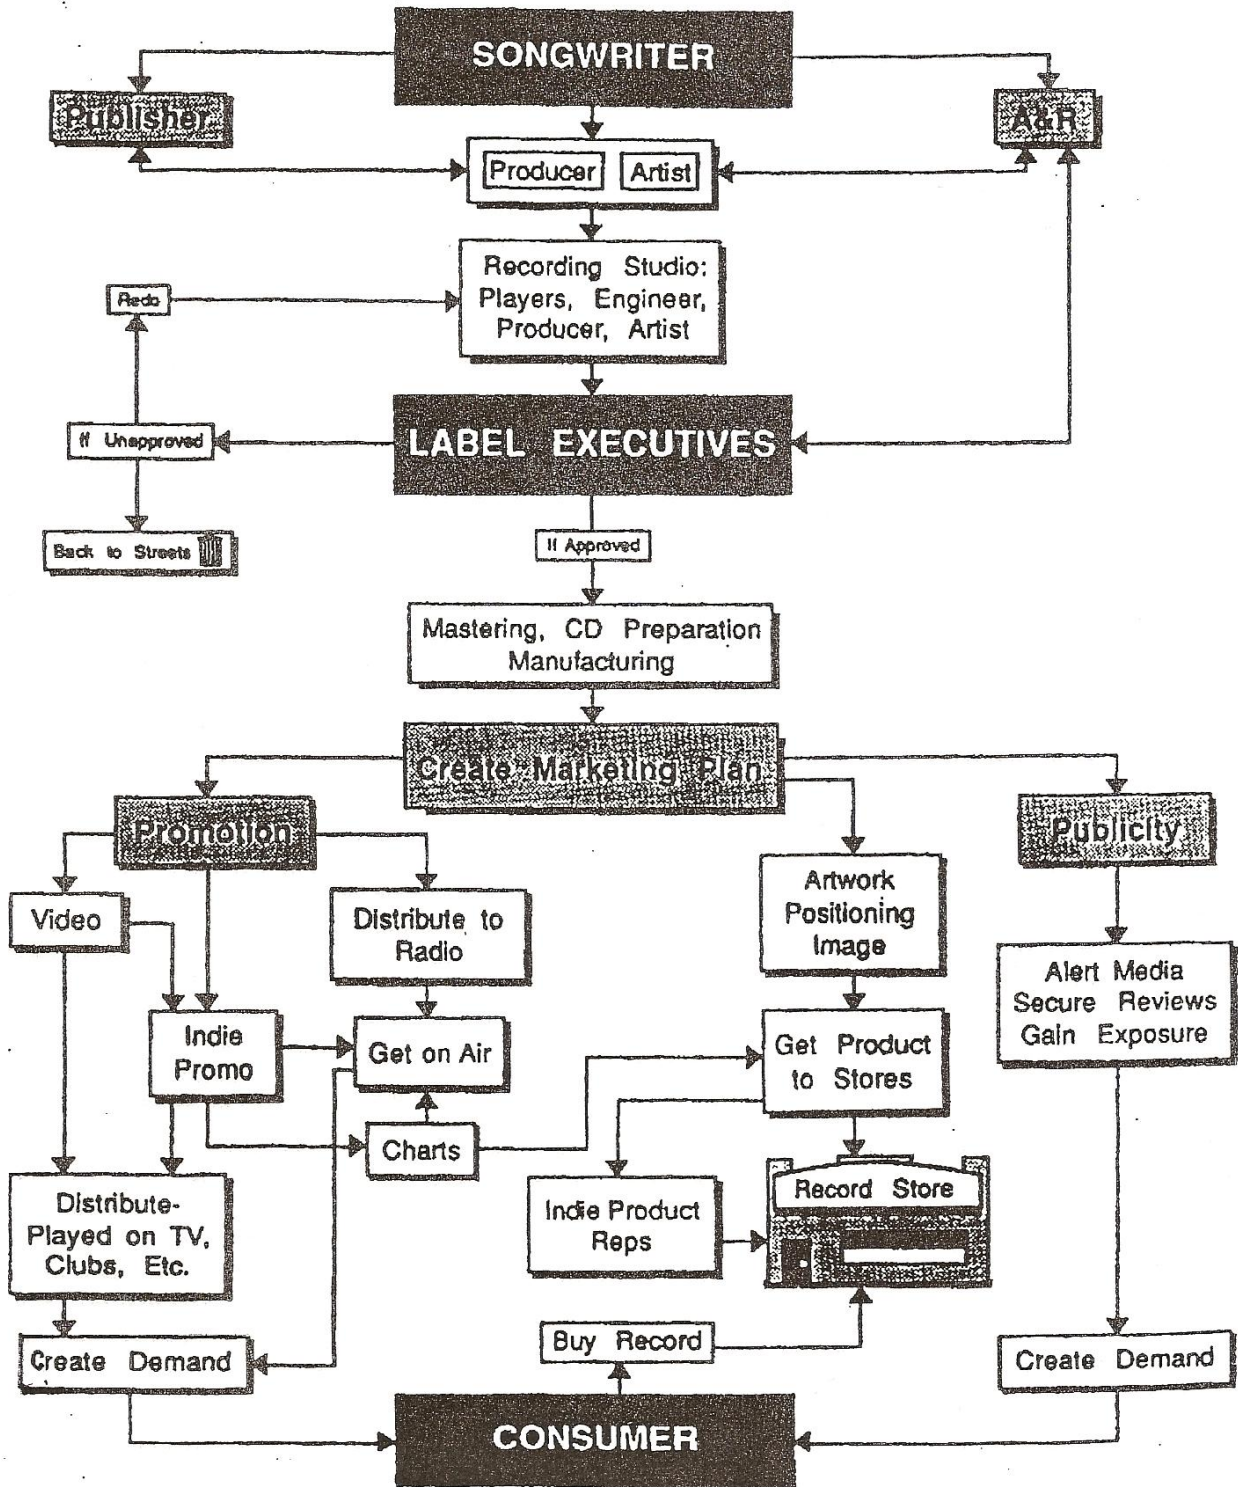 SONGWRITER
Publisher
A&R
Producer
Artist
Recording Studio:
Players, Engineer,
Producer, Artist
Redo
If Unapproved
LABEL EXECUTIVES
Back to Streets
If Approved
Mastering, CD Preparation
Manufacturing
Create Marketing Plan
Promotion
Publicity
Video
Distribute to
Radio
Artwork
Positioning
Image
Alert Media
Secure Reviews
Gain Exposure
Indie
Promo
Get on Air
Get Product
to Stores
Charts
Distribute-
Played on TV,
Clubs, Etc.
Indie Product
Reps
Record Store
Buy Record
Create Demand
Create Demand
CONSUMER